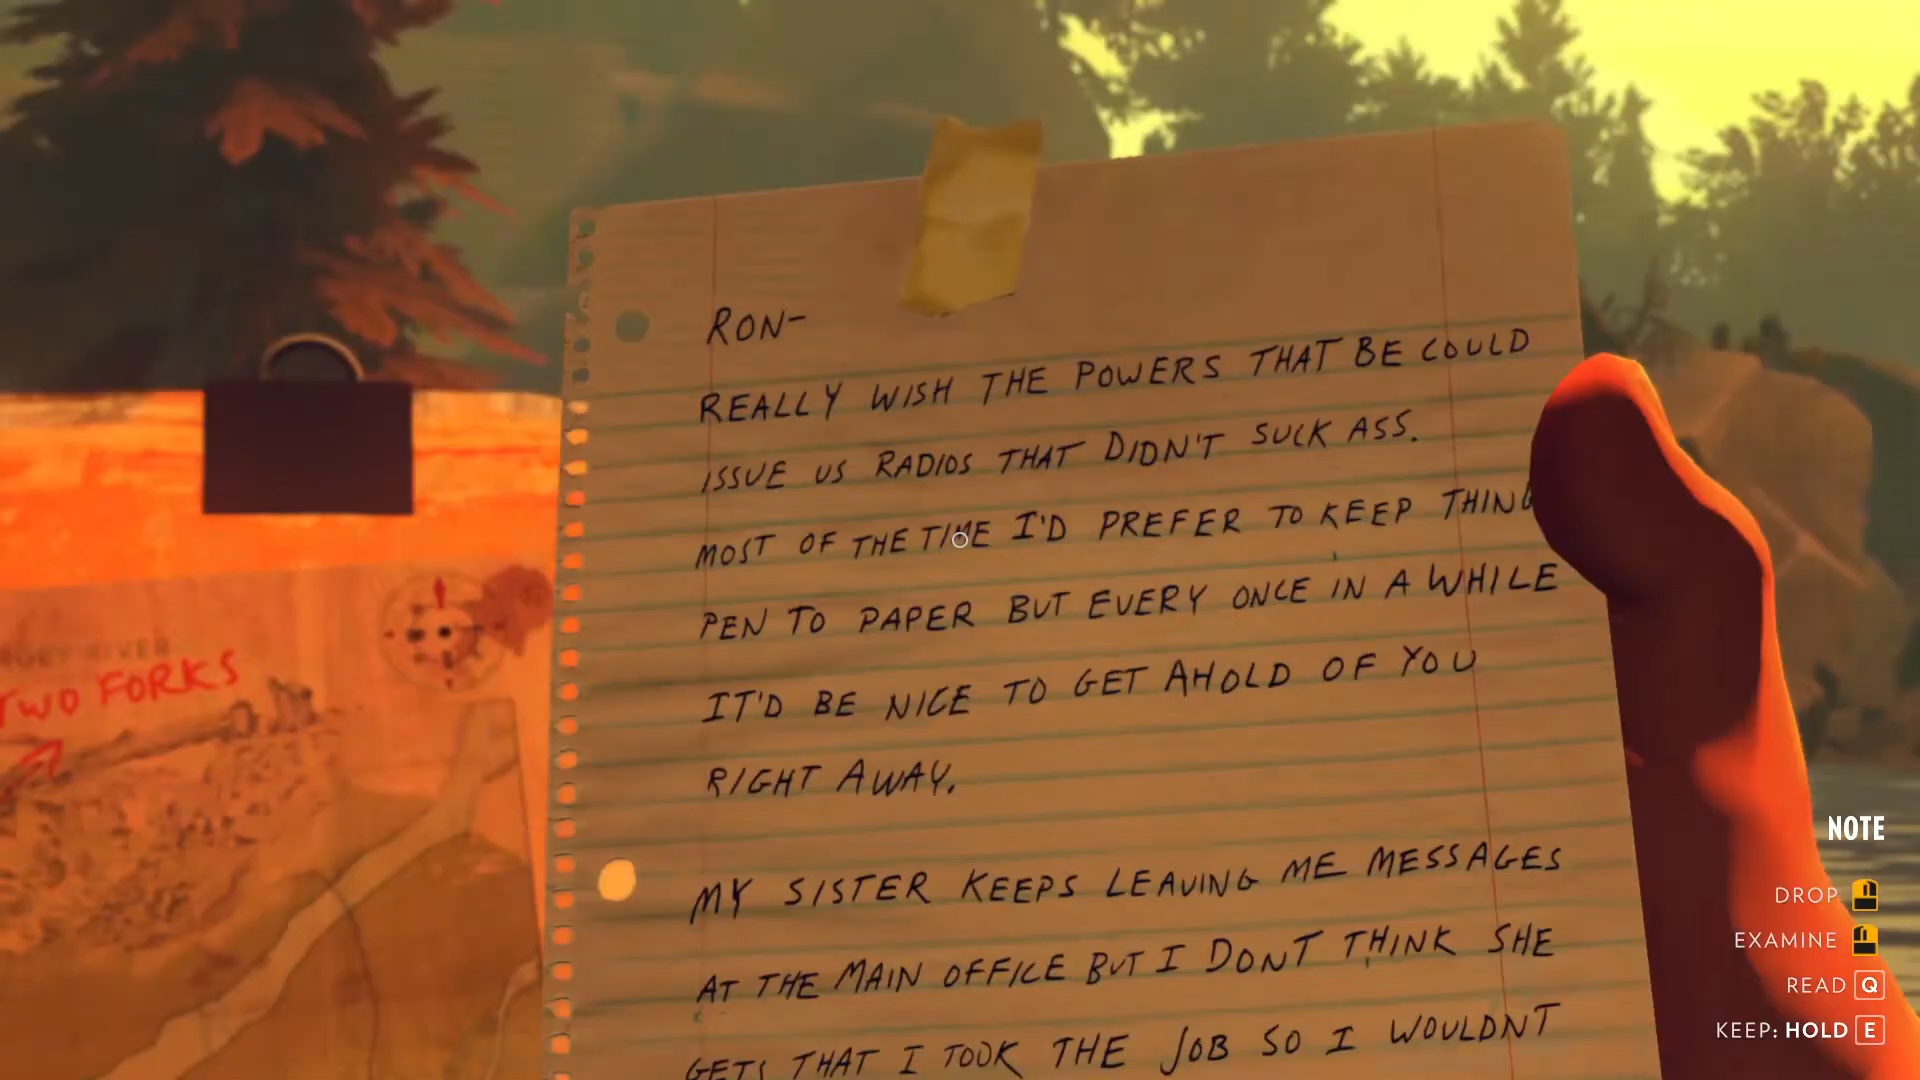 RON-
REALLY WISH THE POWERS THAT BE COULD
ISSUE US RADIOS THAT DIDN'T SUCK ASS.
MOST OF THE TIME I'D PREFER TO KEEP THING
PEN TO PAPER BUT EVERY ONCE IN A WHILE
IT'D BE NICE TO GET AHOLD OF YOU
RIGHT AWAY.
MY SISTER KEEPS LEAVING ME MESSAGES
AT THE MAIN OFFICE BUT I DONT THINK SHE
GETS THAT I TOOK THE JOB SO I WOULDNT
TWO FORKS
NOTE
DROP
EXAMINE
READ Q
KEEP: HOLD E